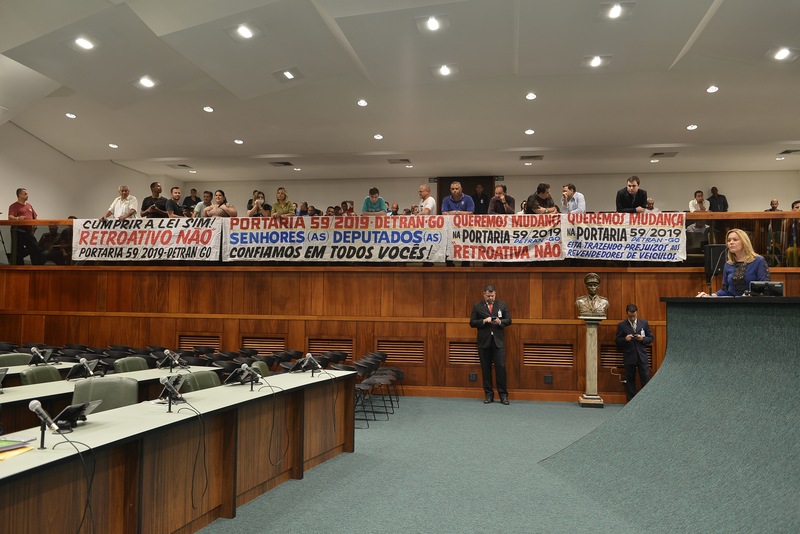 CUMPRIR A LEI SIM!
RETROATIVO NÃO
PORTARIA 59 2019-DETRAN GO
PORTARIA 59 2019-DETRAN-GO
SENHORES (AS) DEPUTADOS (AS)
CONFIAMOS EM TODOS VOCÊS!
QUEREMOS MUDANÇA
NA PORTARIA 59 2019
DETRAN-GO
RETROATIVA NÃO
QUEREMOS MUDANÇA
NA PORTARIA 59/2019
DETRAN-GO
ESTA TRAZENDO PREJUIZOS AOS
REVENDEDORES DE VEICULOS.